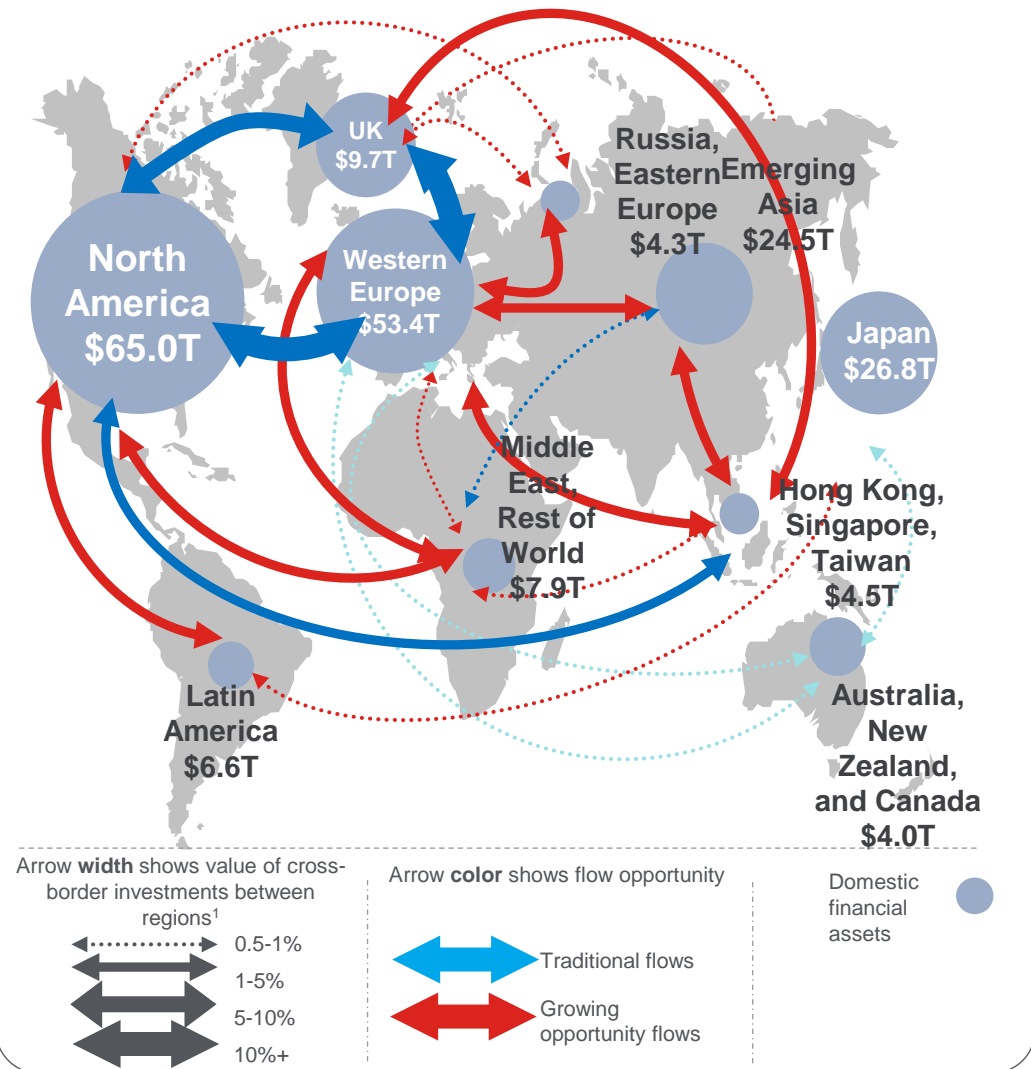 UK
$9.7T
Russia,
Eastern
Europe
$4.3T
Emerging
Asia
$24.5T
North
America
$65.0T
Western
Europe
$53.4T
Japan
$26.8T
Middle
East,
Rest of
World
$7.9T
Hong Kong,
Singapore,
Taiwan
$4.5T
Latin
America
$6.6T
Australia,
New
Zealand,
and Canada
$4.0T
Arrow width shows value of cross-
border investments between
regions¹
0.5-1%
1-5%
5-10%
10%+
Arrow color shows flow opportunity
Traditional flows
Growing
opportunity flows
Domestic
financial
assets